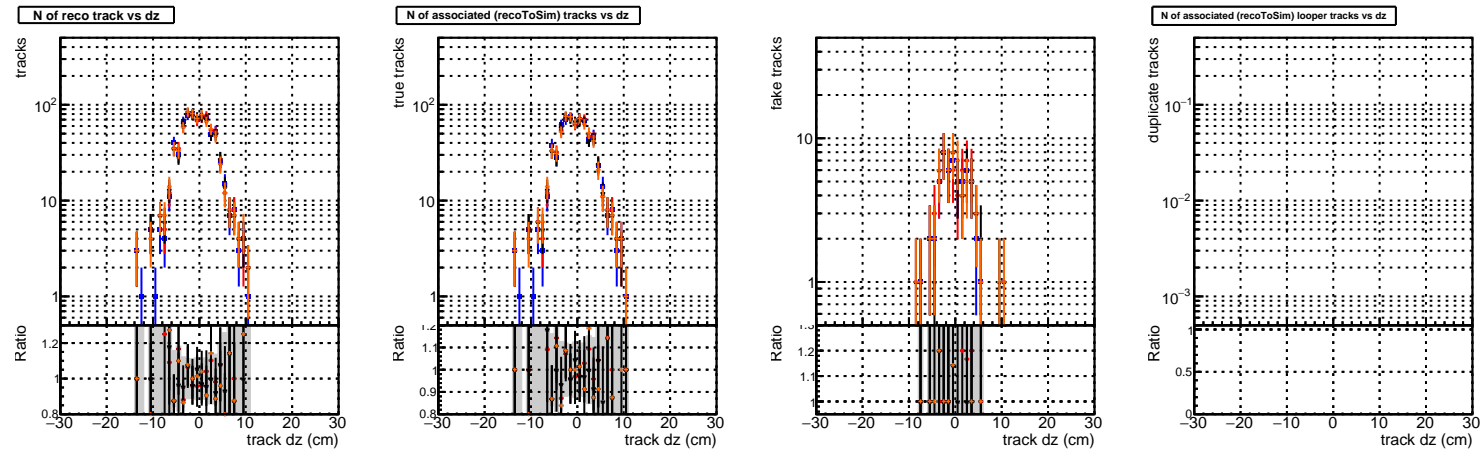 N of reco track vs dz
tracks
10²
10
1
Ratio
1.2
1
0.8
−30 −20 −10 0 10 20 30
track dz (cm)
N of associated (recoToSim) tracks vs dz
true tracks
10²
10
1
Ratio
1.2
1.1
1
0.9
0.8
−30 −20 −10 0 10 20 30
track dz (cm)
fake tracks
10
1
Ratio
1.3
1.2
1.1
1
−30 −20 −10 0 10 20 30
track dz (cm)
N of associated (recoToSim) looper tracks vs dz
duplicate tracks
10⁻¹
10⁻²
10⁻³
Ratio
1
0.5
0
−30 −20 −10 0 10 20 30
track dz (cm)